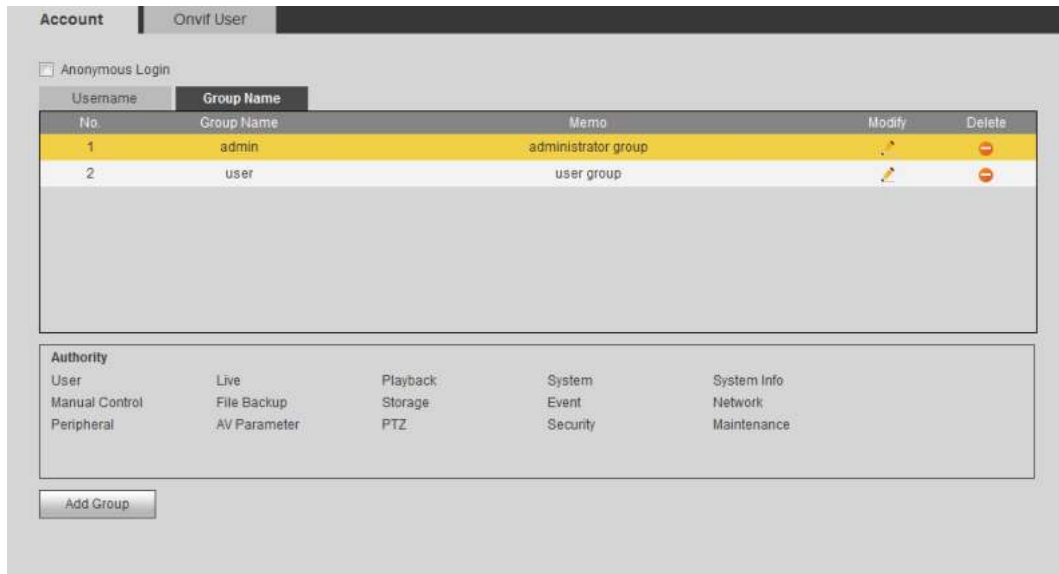 Account Onvif User
Anonymous Login
Username Group Name
No. Group Name Memo Modify Delete
1 admin administrator group
2 user user group
Authority
User Live Playback System System Info
Manual Control File Backup Storage Event Network
Peripheral AV Parameter PTZ Security Maintenance
Add Group